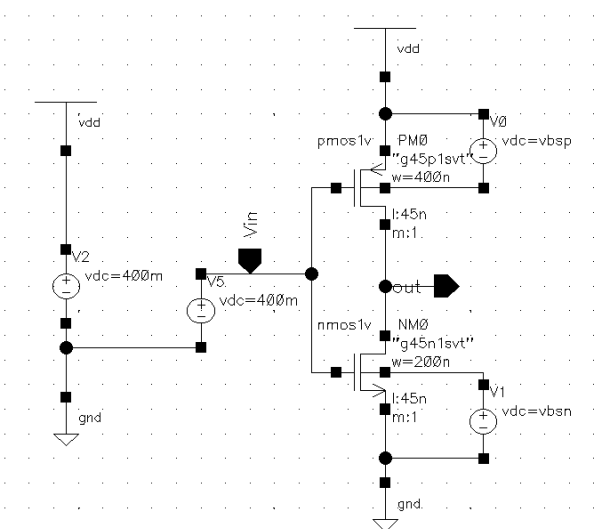 vdd
vdd
V0
pmos1v PM0
vdc=vbsp
"g45p1svt"
w=400n
l:45n
m:1
Vin
V2
vdc=400m
V5
vdc=400m
out
nmos1v NM0
"g45n1svt"
w=200n
l:45n
m:1
V1
vdc=vbsn
gnd
gnd